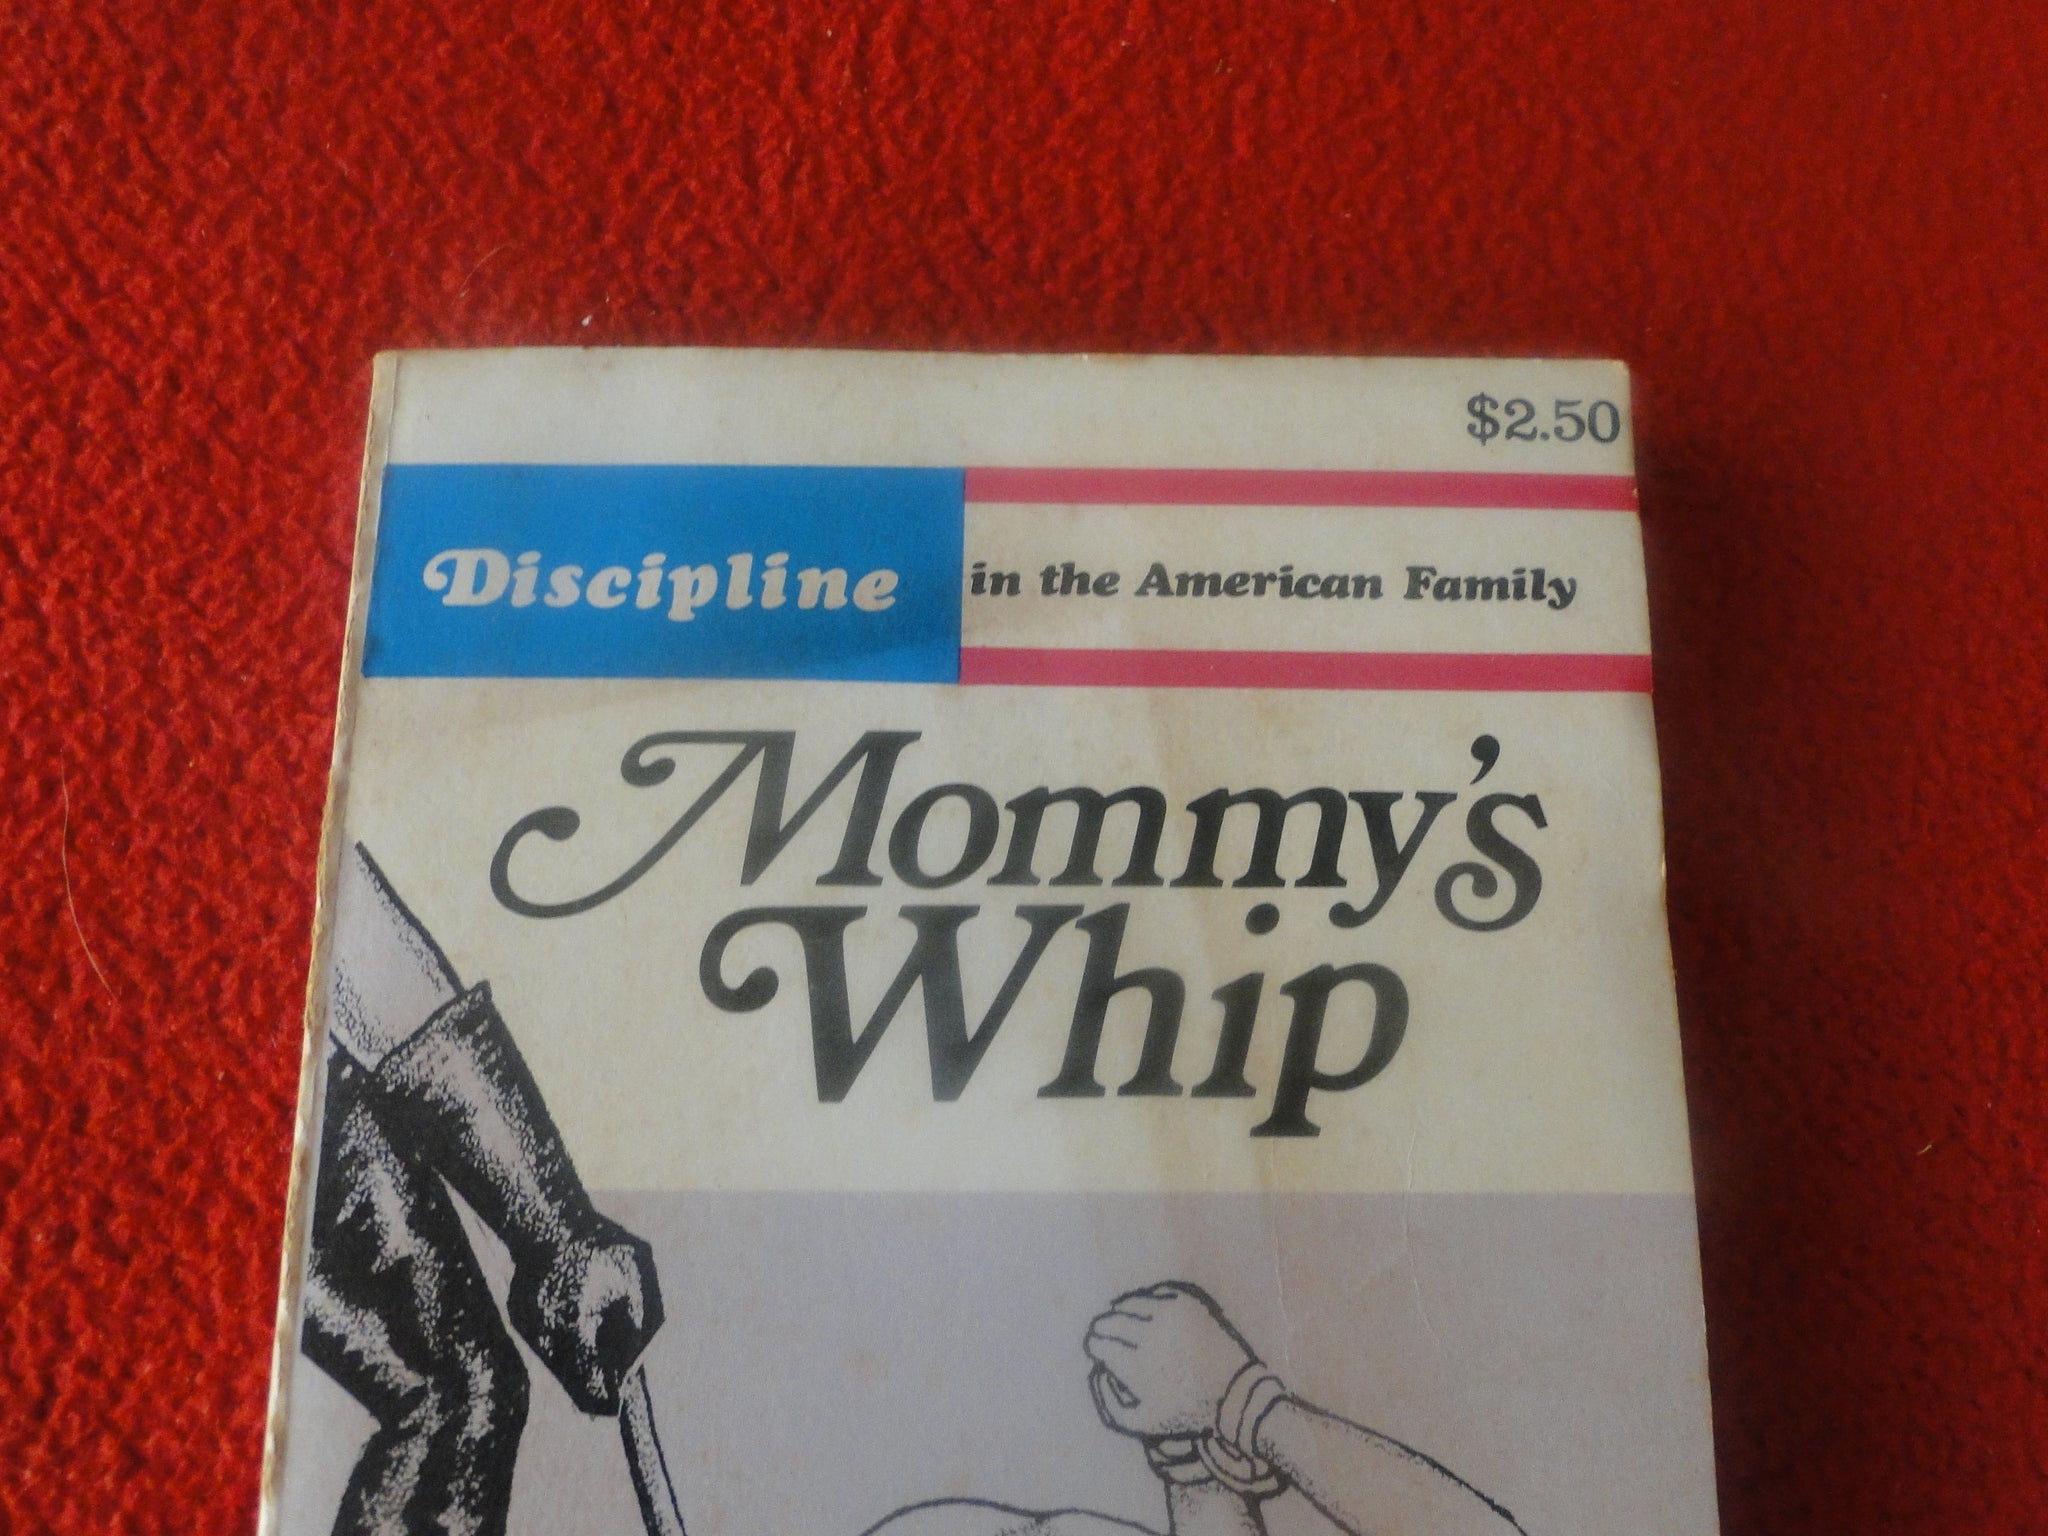 $2.50
Discipline in the American Family
Mommy's
Whip